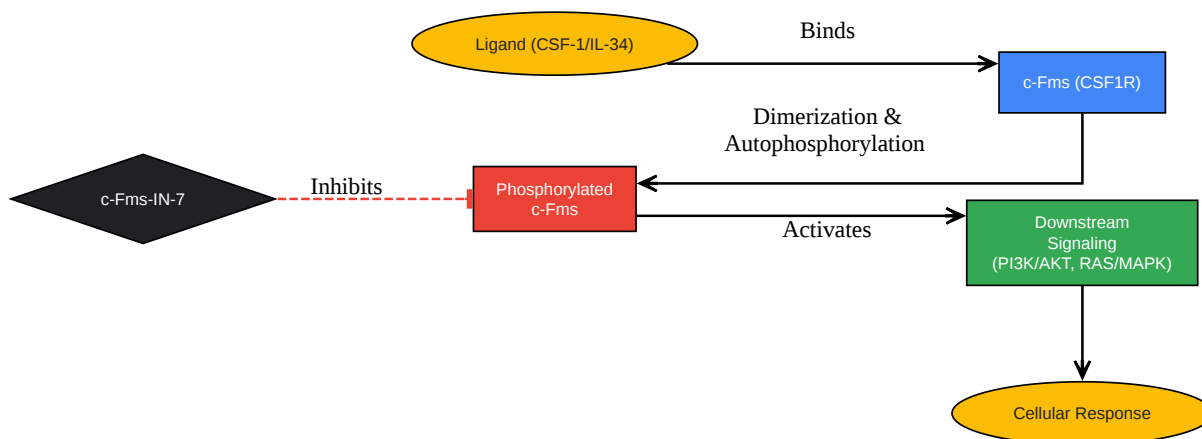 Ligand (CSF-1/IL-34)
Binds
c-Fms (CSF1R)
Dimerization &
Autophosphorylation
c-Fms-IN-7
Inhibits
Phosphorylated
c-Fms
Activates
Downstream
Signaling
(PI3K/AKT, RAS/MAPK)
Cellular Response